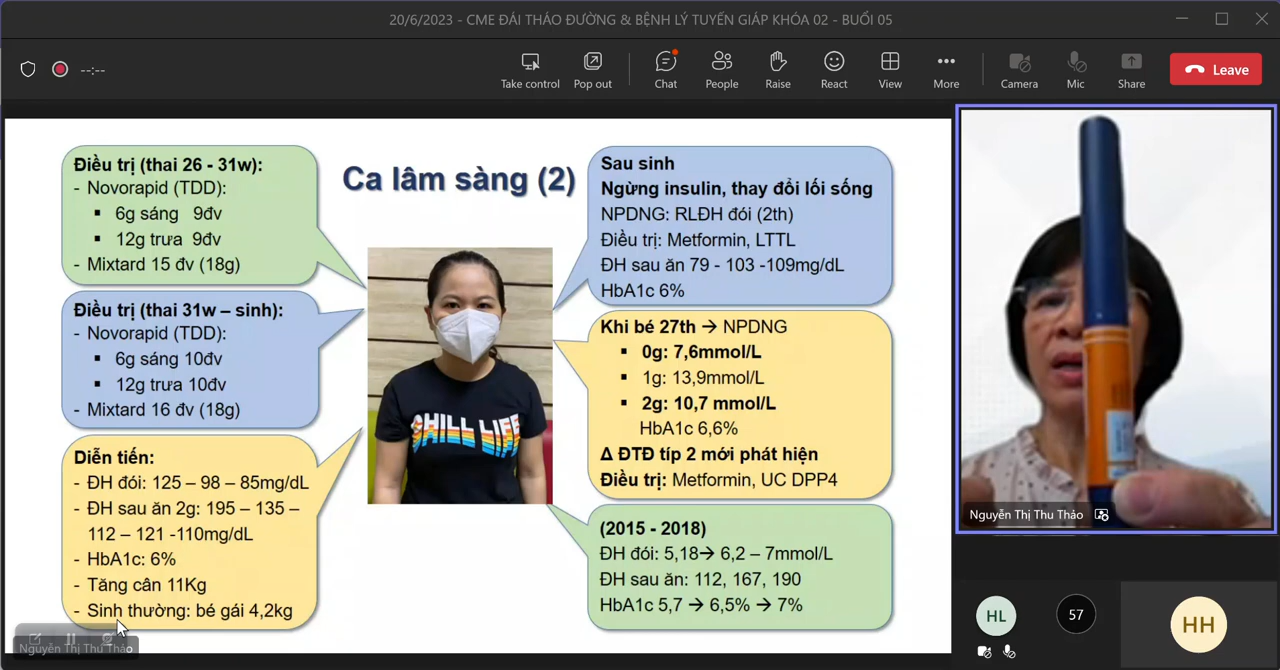 20/6/2023 - CME ĐÁI THÁO ĐƯỜNG & BỆNH LÝ TUYẾN GIÁP KHÓA 02 - BUỔI 05
--:--
Take control
Pop out
Chat
People
Raise
React
View
More
Camera
Mic
Share
Leave
Ca lâm sàng (2)
Điều trị (thai 26 - 31w):
- Novorapid (TDD):
▪ 6g sáng 9đv
▪ 12g trưa 9đv
- Mixtard 15 đv (18g)
Điều trị (thai 31w – sinh):
- Novorapid (TDD):
▪ 6g sáng 10đv
▪ 12g trưa 10đv
- Mixtard 16 đv (18g)
Diễn tiến:
- ĐH đói: 125 – 98 – 85mg/dL
- ĐH sau ăn 2g: 195 – 135 –
112 – 121 -110mg/dL
- HbA1c: 6%
- Tăng cân 11Kg
- Sinh thường: bé gái 4,2kg
CHILL LIFE
Sau sinh
Ngừng insulin, thay đổi lối sống
NPDNG: RLĐH đói (2th)
Điều trị: Metformin, LTTL
ĐH sau ăn 79 - 103 -109mg/dL
HbA1c 6%
Khi bé 27th → NPDNG
▪ 0g: 7,6mmol/L
▪ 1g: 13,9mmol/L
▪ 2g: 10,7 mmol/L
HbA1c 6,6%
Δ ĐTĐ típ 2 mới phát hiện
Điều trị: Metformin, UC DPP4
(2015 - 2018)
ĐH đói: 5,18→ 6,2 – 7mmol/L
ĐH sau ăn: 112, 167, 190
HbA1c 5,7 → 6,5% → 7%
Nguyễn Thị Thu Thảo
Nguyễn Thị Thu Thảo
HL
57
HH